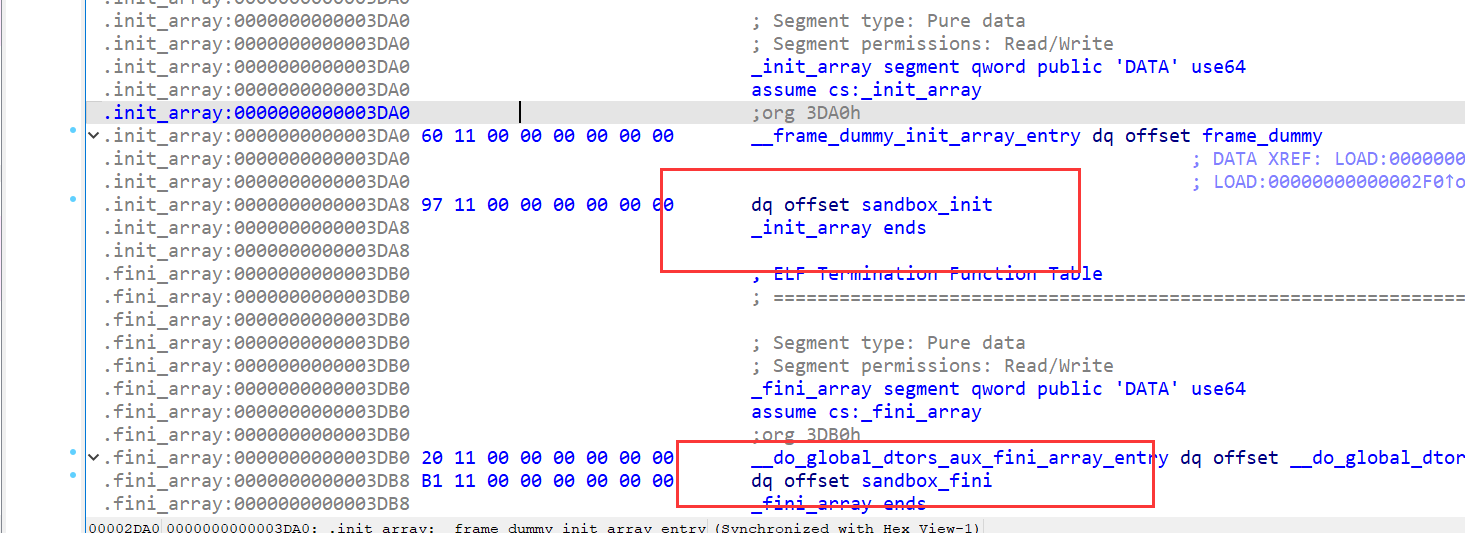 .init_array:0000000000003DA0 ; Segment type: Pure data
.init_array:0000000000003DA0 ; Segment permissions: Read/Write
.init_array:0000000000003DA0 _init_array segment qword public 'DATA' use64
.init_array:0000000000003DA0 assume cs:_init_array
.init_array:0000000000003DA0 ;org 3DA0h
.init_array:0000000000003DA0 60 11 00 00 00 00 00 00 __frame_dummy_init_array_entry dq offset frame_dummy
.init_array:0000000000003DA0 ; DATA XREF: LOAD:0000000
.init_array:0000000000003DA0 ; LOAD:00000000000002F0↑o
.init_array:0000000000003DA8 97 11 00 00 00 00 00 00 dq offset sandbox_init
.init_array:0000000000003DA8 _init_array ends
.init_array:0000000000003DA8
.fini_array:0000000000003DB0 ; ELF Termination Function Table
.fini_array:0000000000003DB0 ; =================================================================
.fini_array:0000000000003DB0
.fini_array:0000000000003DB0 ; Segment type: Pure data
.fini_array:0000000000003DB0 ; Segment permissions: Read/Write
.fini_array:0000000000003DB0 _fini_array segment qword public 'DATA' use64
.fini_array:0000000000003DB0 assume cs:_fini_array
.fini_array:0000000000003DB0 ;org 3DB0h
.fini_array:0000000000003DB0 20 11 00 00 00 00 00 00 __do_global_dtors_aux_fini_array_entry dq offset __do_global_dtor
.fini_array:0000000000003DB8 B1 11 00 00 00 00 00 00 dq offset sandbox_fini
.fini_array:0000000000003DB8 _fini_array ends
00002DA0 0000000000003DA0: .init_array:__frame_dummy_init_array_entry (Synchronized with Hex View-1)